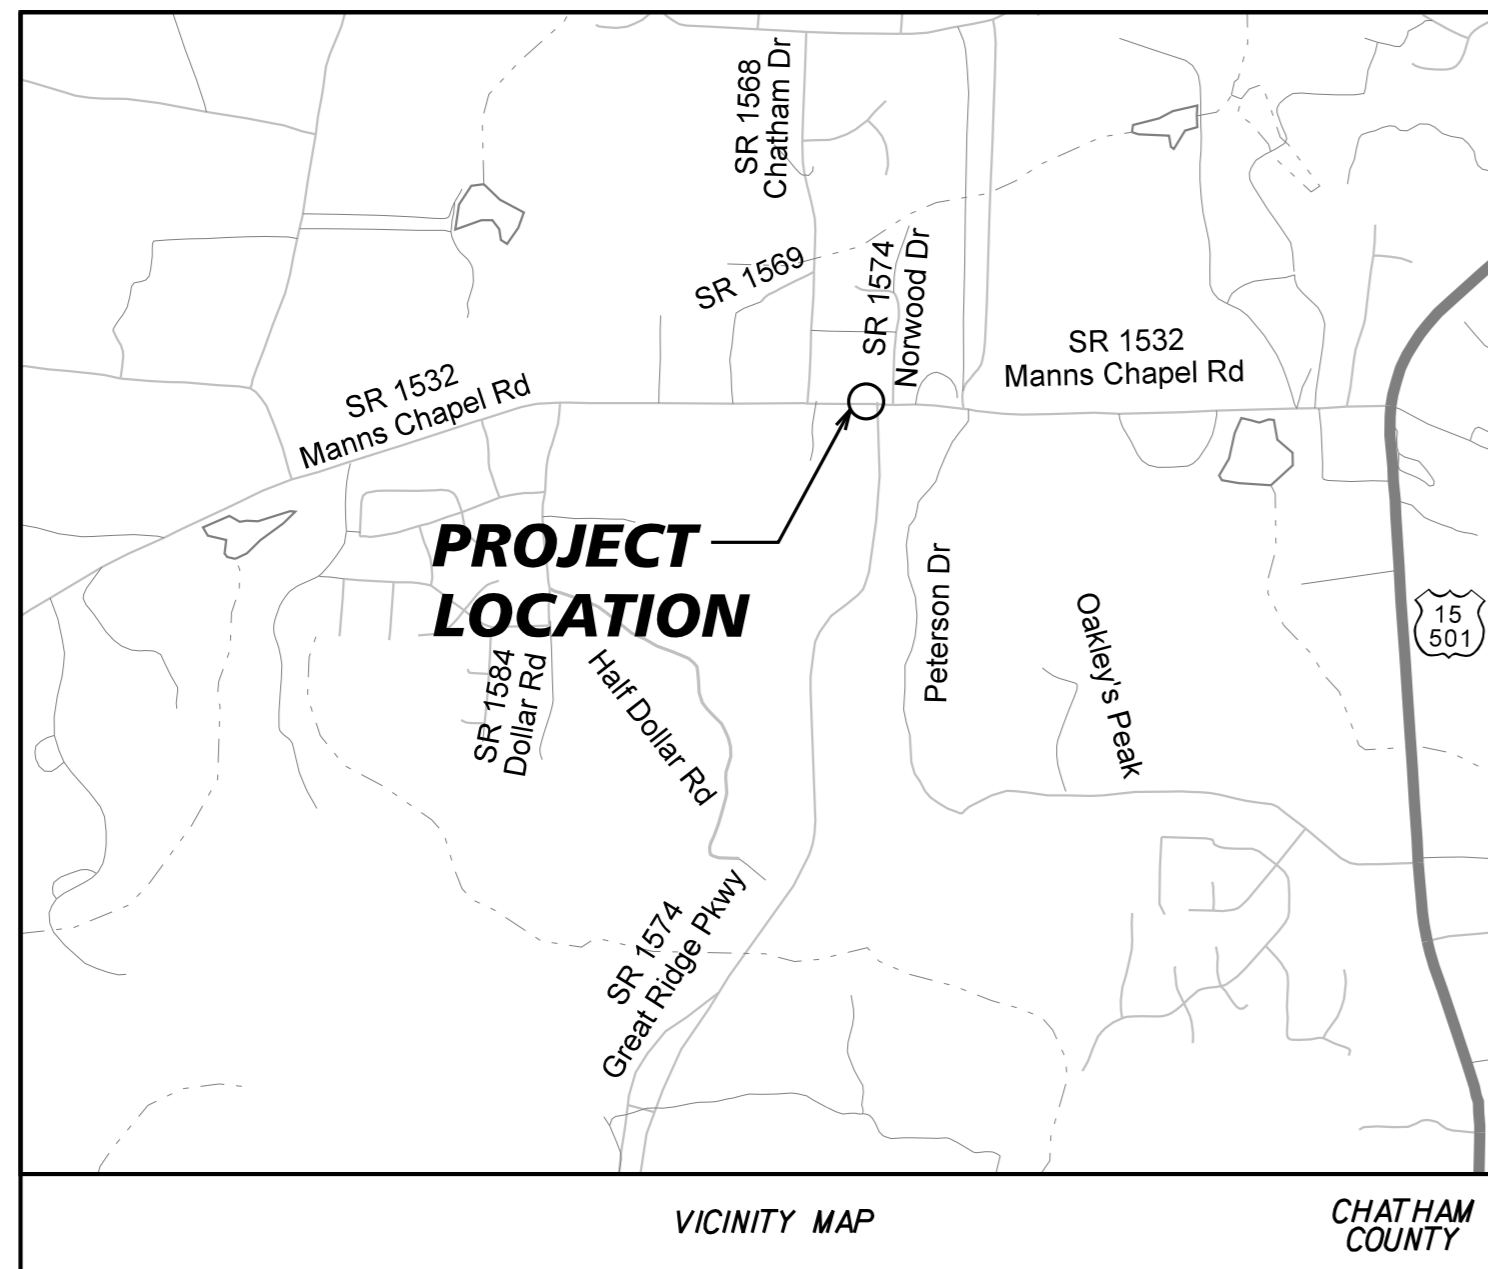 SR 1568
Chatham Dr
SR 1569
SR 1574
Norwood Dr
SR 1532
Manns Chapel Rd
SR 1532
Manns Chapel Rd
PROJECT
LOCATION
Peterson Dr
Oakley's Peak
15
501
SR 1584
Dollar Rd
Half Dollar Rd
SR 1574
Great Ridge Pkwy
VICINITY MAP
CHATHAM
COUNTY